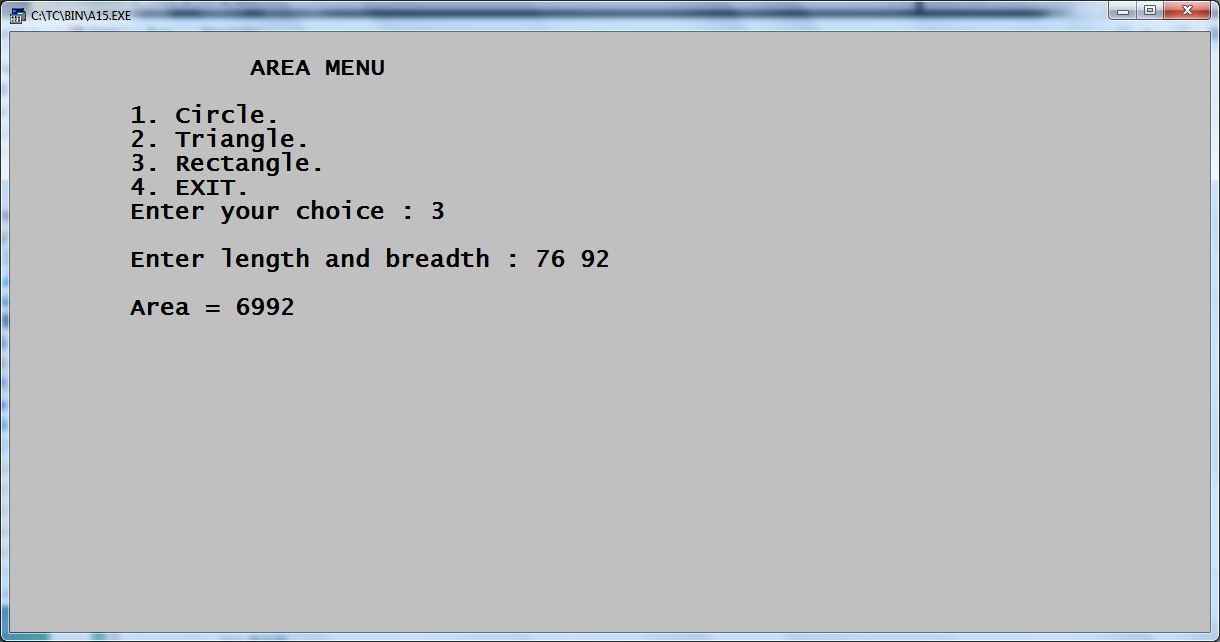 C:\TC\BIN\A15.EXE
AREA MENU
1. Circle.
2. Triangle.
3. Rectangle.
4. EXIT.
Enter your choice : 3
Enter length and breadth : 76 92
Area = 6992